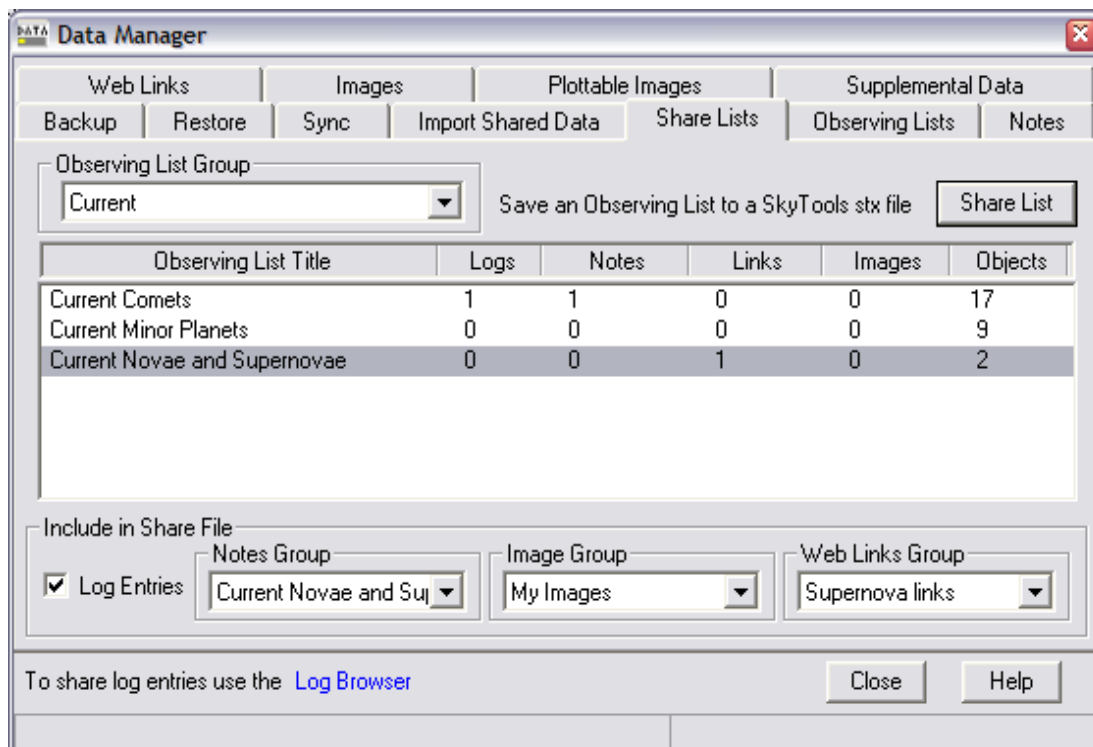 DATA Data Manager
Web Links Images Plottable Images Supplemental Data
Backup Restore Sync Import Shared Data Share Lists Observing Lists Notes
Observing List Group
Current Save an Observing List to a SkyTools stx file Share List
Observing List Title Logs Notes Links Images Objects
Current Comets 1 1 0 0 17
Current Minor Planets 0 0 0 0 9
Current Novae and Supernovae 0 0 1 0 2
Include in Share File
Notes Group Image Group Web Links Group
Log Entries Current Novae and Su My Images Supernova links
To share log entries use the Log Browser Close Help